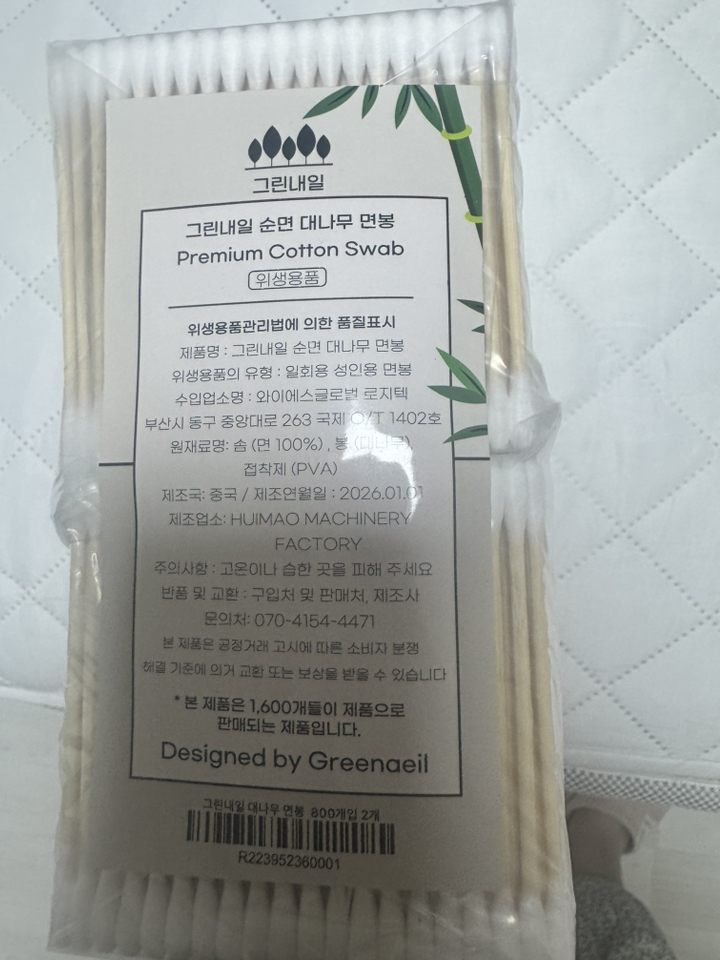 그린내일
그린내일 순면 대나무 면봉
Premium Cotton Swab
위생용품
위생용품관리법에 의한 품질표시
제품명 : 그린내일 순면 대나무 면봉
위생용품의 유형 : 일회용 성인용 면봉
수입업소명 : 와이에스글로벌 로지텍
부산시 동구 중앙대로 263 국제 O/T 1402호
원재료명: 솜 (면 100%) , 봉 (대나무)
접착제 (PVA)
제조국: 중국 / 제조연월일 : 2026.01.01
제조업소: HUIMAO MACHINERY
FACTORY
주의사항 : 고온이나 습한 곳을 피해 주세요
반품 및 교환 : 구입처 및 판매처, 제조사
문의처: 070-4154-4471
본 제품은 공정거래 고시에 따른 소비자 분쟁
해결 기준에 의거 교환 또는 보상을 받을 수 있습니다
* 본 제품은 1,600개들이 제품으로
판매되는 제품입니다.
Designed by Greenaeil
그린내일 대나무 면봉 800개입 2개
R223952360001